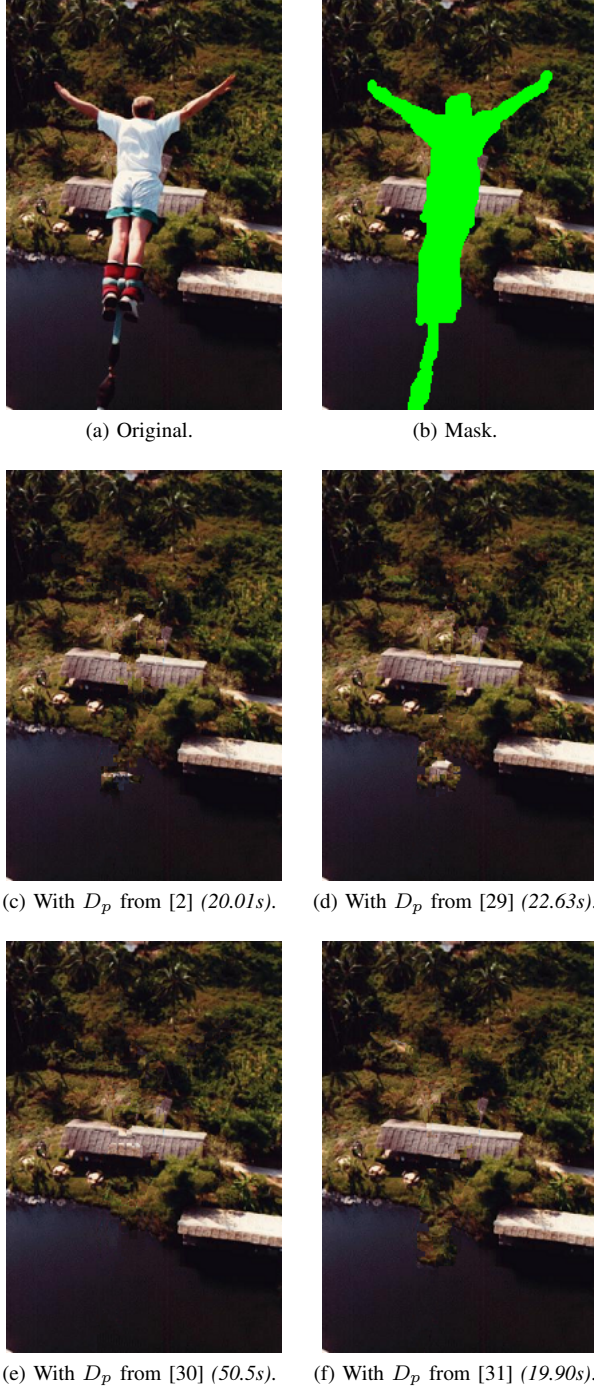 (a) Original.
(b) Mask.
(c) With D_p from [2] (20.01s).
(d) With D_p from [29] (22.63s).
(e) With D_p from [30] (50.5s).
(f) With D_p from [31] (19.90s).